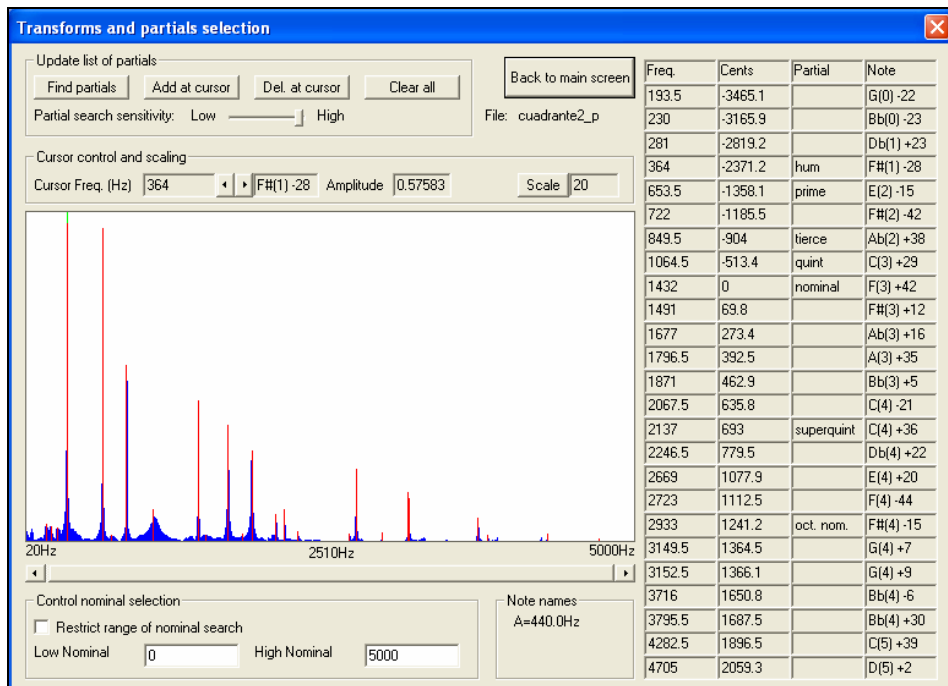 Transforms and partials selection
Update list of partials
Find partials Add at cursor Del. at cursor Clear all
Partial search sensitivity: Low High
Back to main screen
File: cuadrante2_p
Cursor control and scaling
Cursor Freq. (Hz) 364 F#(1) -28 Amplitude 0.57583 Scale 20
20Hz 2510Hz 5000Hz
Control nominal selection
Restrict range of nominal search
Low Nominal 0 High Nominal 5000
Note names
A=440.0Hz
Freq. Cents Partial Note
193.5 -3465.1 G(0) -22
230 -3165.9 Bb(0) -23
281 -2819.2 Db(1) +23
364 -2371.2 hum F#(1) -28
653.5 -1358.1 prime E(2) -15
722 -1185.5 F#(2) -42
849.5 -904 tierce Ab(2) +38
1064.5 -513.4 quint C(3) +29
1432 0 nominal F(3) +42
1491 69.8 F#(3) +12
1677 273.4 Ab(3) +16
1796.5 392.5 A(3) +35
1871 462.9 Bb(3) +5
2067.5 635.8 C(4) -21
2137 693 superquint C(4) +36
2246.5 779.5 Db(4) +22
2669 1077.9 E(4) +20
2723 1112.5 F(4) -44
2933 1241.2 oct. nom. F#(4) -15
3149.5 1364.5 G(4) +7
3152.5 1366.1 G(4) +9
3716 1650.8 Bb(4) -6
3795.5 1687.5 Bb(4) +30
4282.5 1896.5 C(5) +39
4705 2059.3 D(5) +2